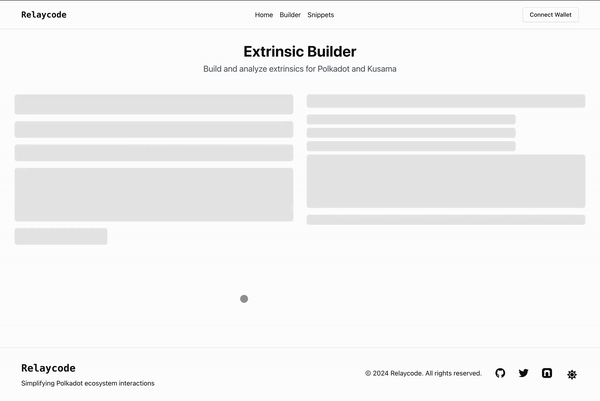 Relaycode
Home Builder Snippets
Connect Wallet
Extrinsic Builder
Build and analyze extrinsics for Polkadot and Kusama
Relaycode
Simplifying Polkadot ecosystem interactions
© 2024 Relaycode. All rights reserved.